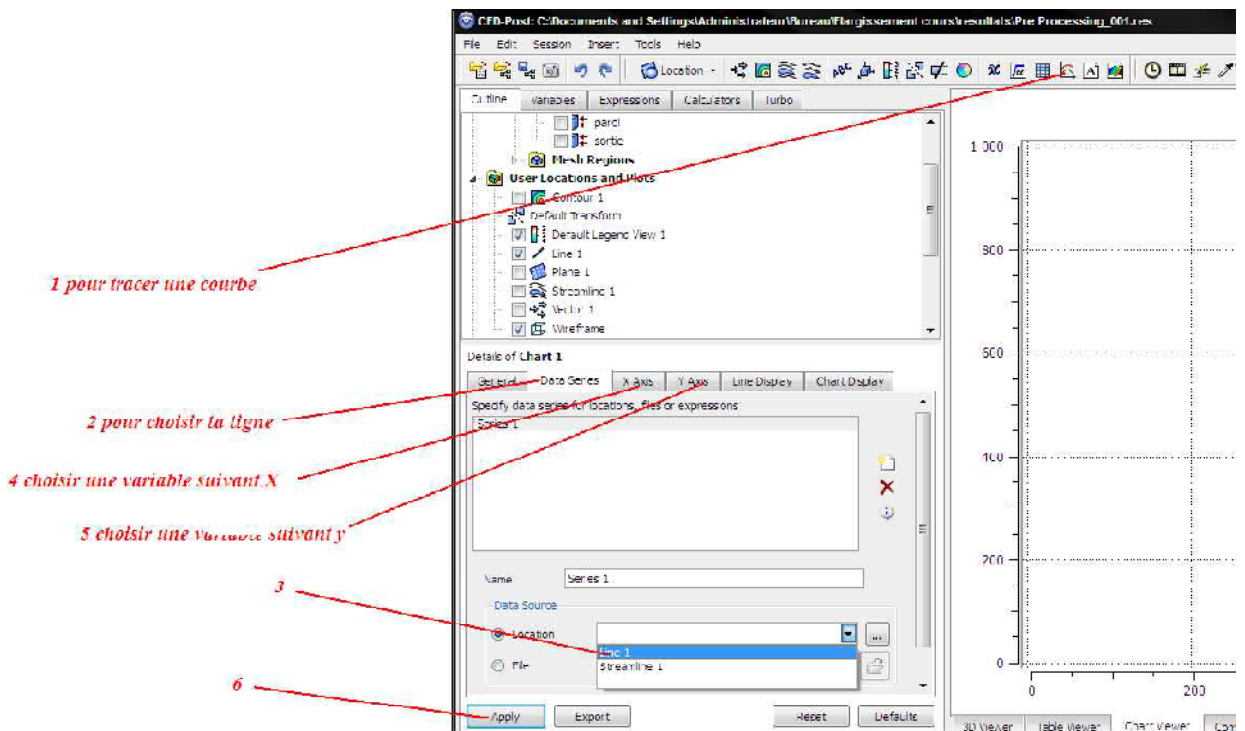 CFD-Post: C:\Documents and Settings\Administrateur\Bureau\Elargissement cours\resultats\Pre Processing_001.res
File Edit Session Insert Tools Help
Location
Outline Variables Expressions Calculators Turbo
paroi
sortie
Mesh Regions
User Locations and Plots
Contour 1
Default Transform
Default Legend View 1
Line 1
Plane 1
Streamline 1
Vector 1
Wireframe
1 pour tracer une courbe
Details of Chart 1
General Data Series X Axis Y Axis Line Display Chart Display
Specify data series for locations, files or expressions
Series 1
2 pour choisir la ligne
4 choisir une variable suivant X
5 choisir une variable suivant y
Name Series 1
3
Data Source
Location
Line 1
File
Streamline 1
6
Apply Export Reset Defaults
1 000
800
600
400
200
0
0 200
3D Viewer Table Viewer Chart Viewer Com